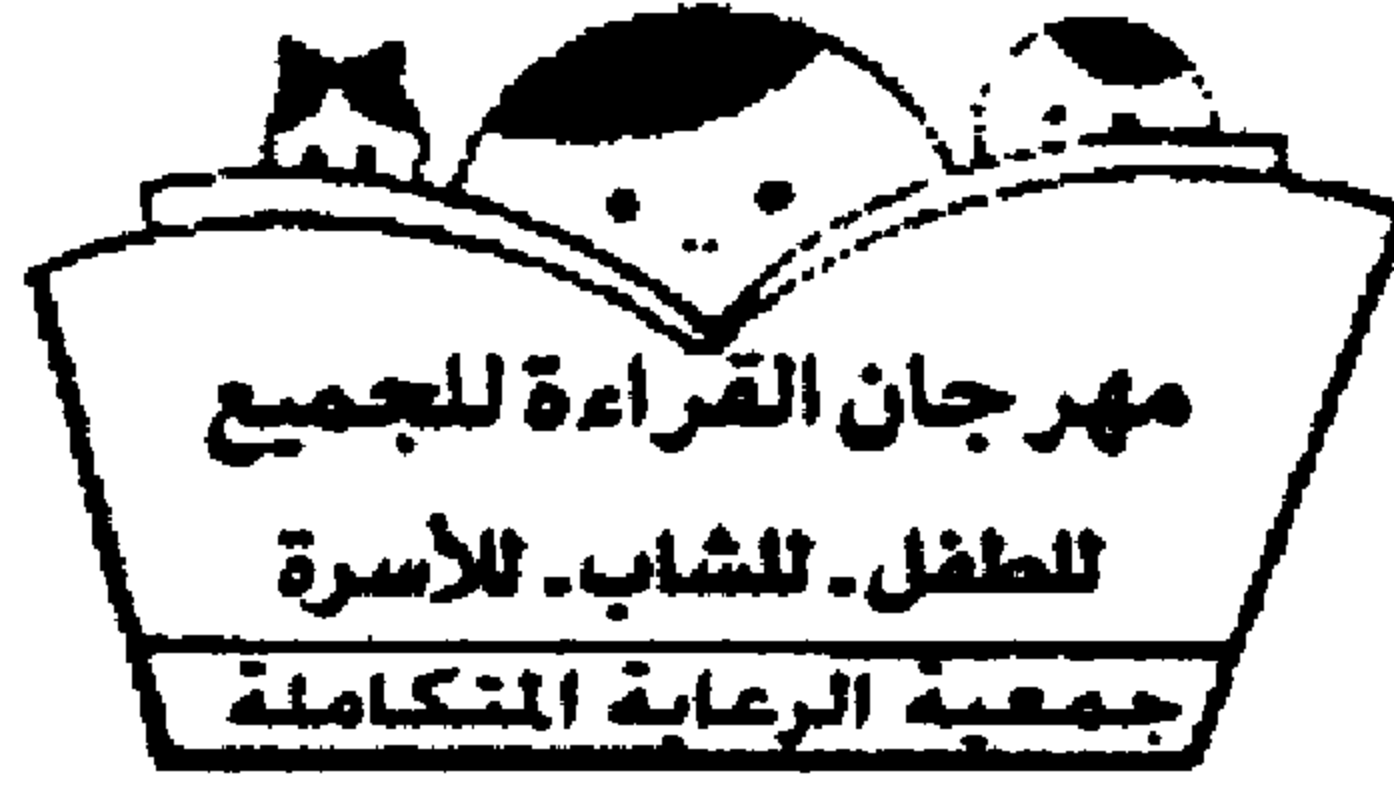 مهرجان القراءة للجميع
للطفل - للشاب - للأسرة
جمعية الرعاية المتكاملة